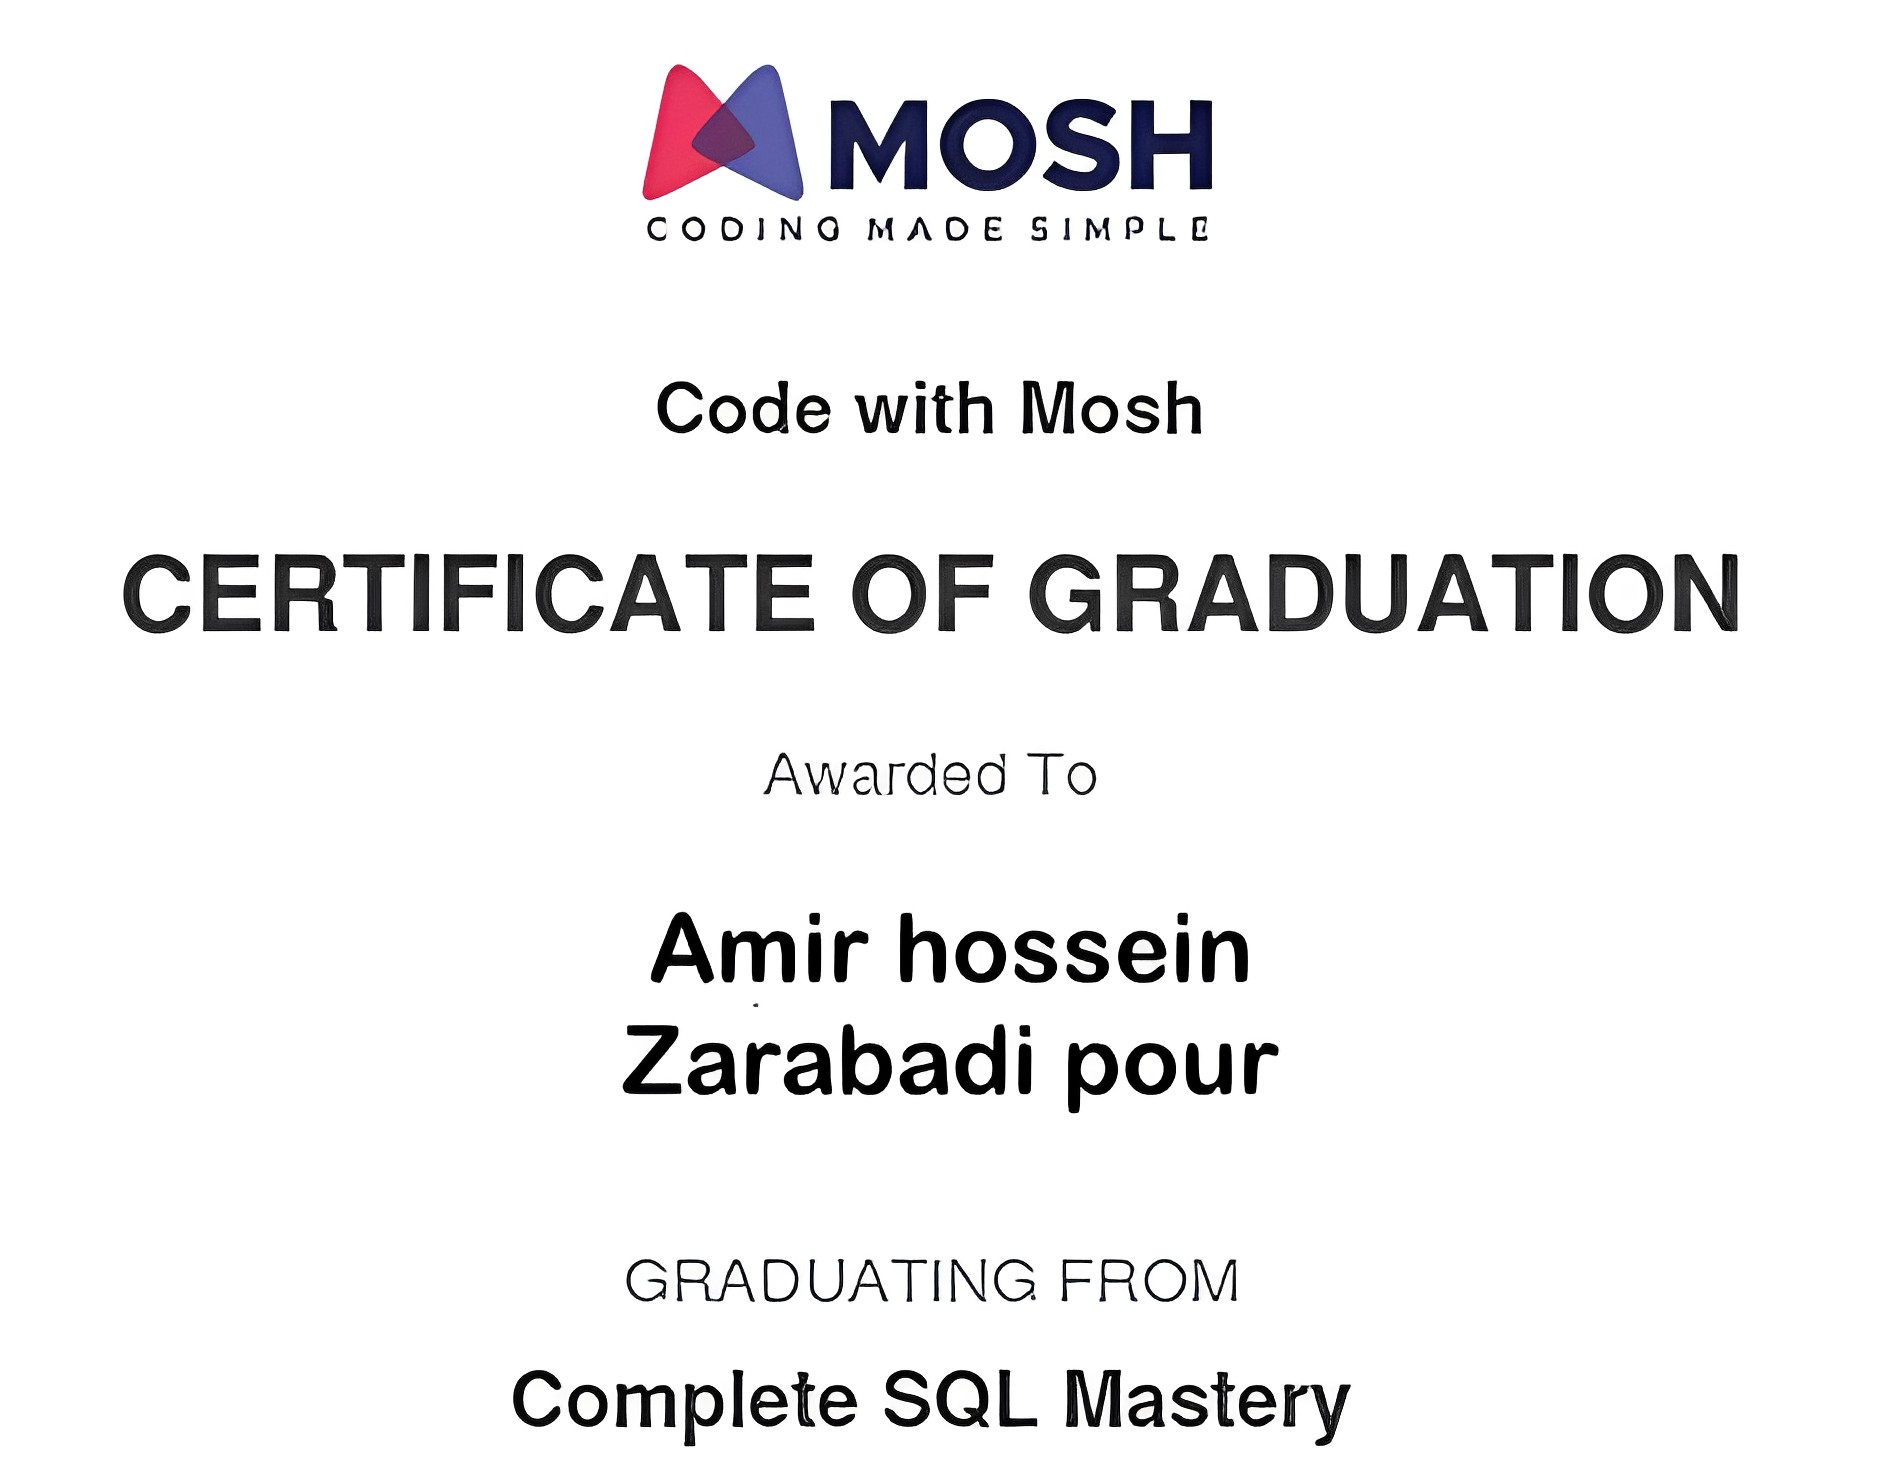 MOSH
CODING MADE SIMPLE
Code with Mosh
CERTIFICATE OF GRADUATION
Awarded To
Amir hossein
Zarabadi pour
GRADUATING FROM
Complete SQL Mastery